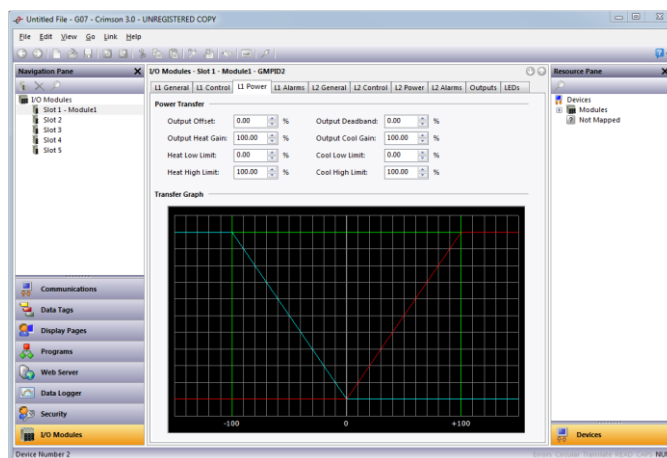 Untitled File - G07 - Crimson 3.0 - UNREGISTERED COPY
File Edit View Go Link Help
Navigation Pane
I/O Modules
Slot 1 - Module1
Slot 2
Slot 3
Slot 4
Slot 5
Communications
Data Tags
Display Pages
Programs
Web Server
Data Logger
Security
I/O Modules
I/O Modules - Slot 1 - Module1 - GMPID2
L1 General L1 Control L1 Power L1 Alarms L2 General L2 Control L2 Power L2 Alarms Outputs LEDs
Power Transfer
Output Offset: 0.00 % Output Deadband: 0.00 %
Output Heat Gain: 100.00 % Output Cool Gain: 100.00 %
Heat Low Limit: 0.00 % Cool Low Limit: 0.00 %
Heat High Limit: 100.00 % Cool High Limit: 100.00 %
Transfer Graph
-100 0 +100
Resource Pane
Devices
Modules
Not Mapped
Devices
Device Number 2
Errors Circular Translate READ CAPS NUM